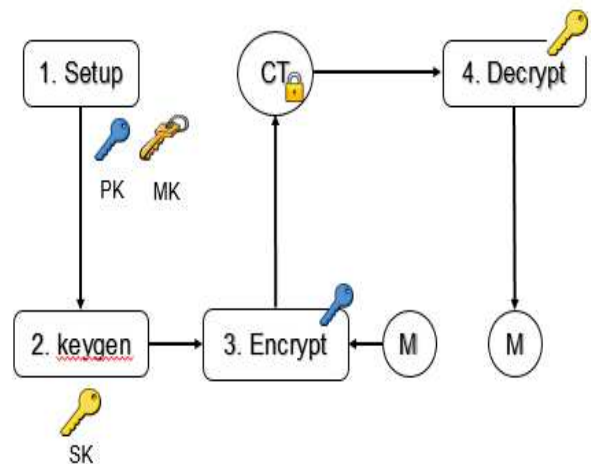 1. Setup
CT
4. Decrypt
PK
MK
2. keygen
3. Encrypt
M
M
SK